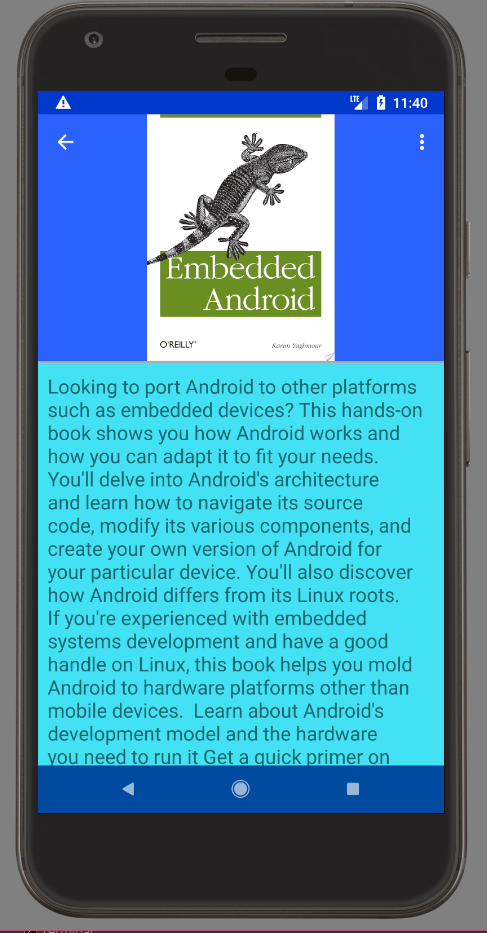 LTE 11:40
Embedded
Android
O'REILLY®
Karim Yaghmour
Looking to port Android to other platforms
such as embedded devices? This hands-on
book shows you how Android works and
how you can adapt it to fit your needs.
You'll delve into Android's architecture
and learn how to navigate its source
code, modify its various components, and
create your own version of Android for
your particular device. You'll also discover
how Android differs from its Linux roots.
If you're experienced with embedded
systems development and have a good
handle on Linux, this book helps you mold
Android to hardware platforms other than
mobile devices.  Learn about Android's
development model and the hardware
you need to run it Get a quick primer on